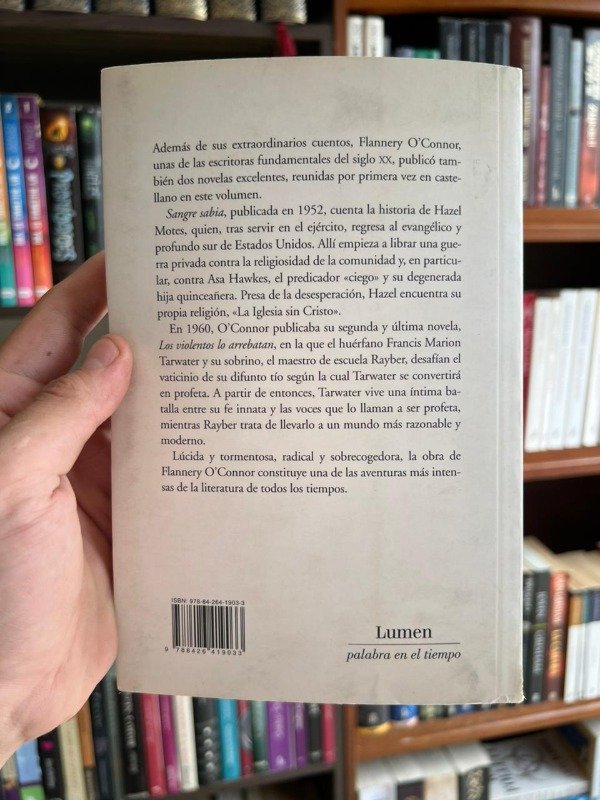 Además de sus extraordinarios cuentos, Flannery O'Connor,
unas de las escritoras fundamentales del siglo XX, publicó tam-
bién dos novelas excelentes, reunidas por primera vez en caste-
llano en este volumen.
Sangre sabia, publicada en 1952, cuenta la historia de Hazel
Motes, quien, tras servir en el ejército, regresa al evangélico y
profundo sur de Estados Unidos. Allí empieza a librar una gue-
rra privada contra la religiosidad de la comunidad y, en particu-
lar, contra Asa Hawkes, el predicador «ciego» y su degenerada
hija quinceañera. Presa de la desesperación, Hazel encuentra su
propia religión, «La Iglesia sin Cristo».
En 1960, O'Connor publicaba su segunda y última novela,
Los violentos lo arrebatan, en la que el huérfano Francis Marion
Tarwater y su sobrino, el maestro de escuela Rayber, desafían el
vaticinio de su difunto tío según la cual Tarwater se convertirá
en profeta. A partir de entonces, Tarwater vive una íntima ba-
talla entre su fe innata y las voces que lo llaman a ser profeta,
mientras Rayber trata de llevarlo a un mundo más razonable y
moderno.
Lúcida y tormentosa, radical y sobrecogedora, la obra de
Flannery O'Connor constituye una de las aventuras más inten-
sas de la literatura de todos los tiempos.
ISBN: 978-84-264-1903-3
9 788426 419033
Lumen
palabra en el tiempo